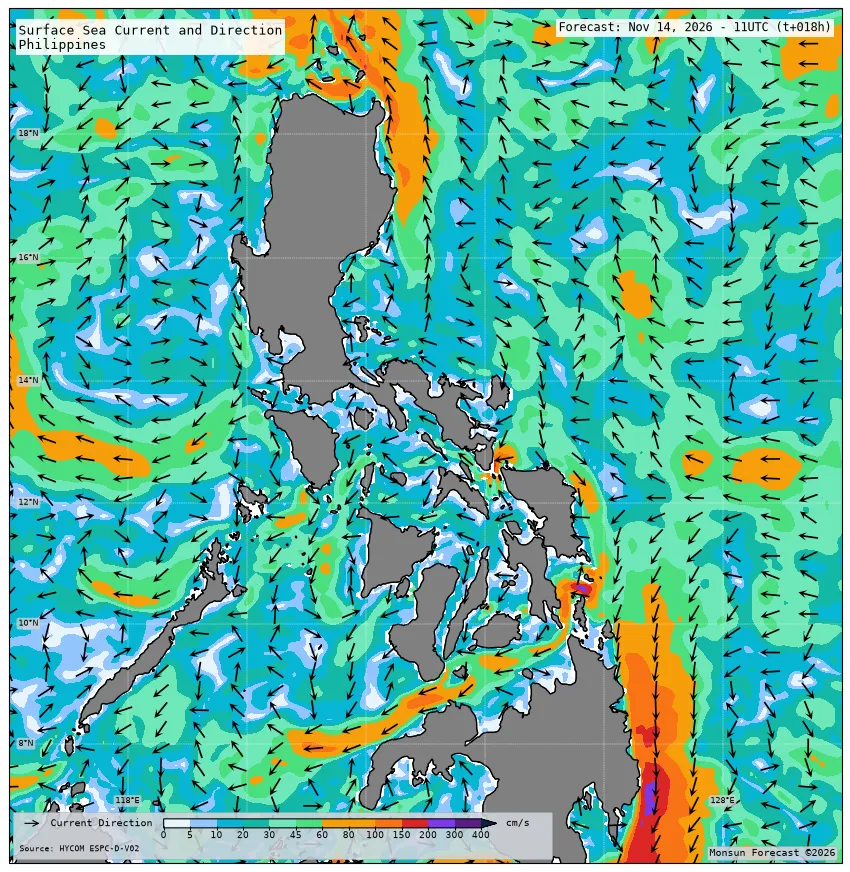 Surface Sea Current and Direction
Philippines
Forecast: Nov 14, 2026 - 11UTC (t+018h)
18°N
16°N
14°N
12°N
10°N
8°N
118°E
128°E
Current Direction
0 5 10 20 30 45 60 80 100 150 200 300 400
cm/s
Source: HYCOM ESPC-D-V02
Monsun Forecast ©2026